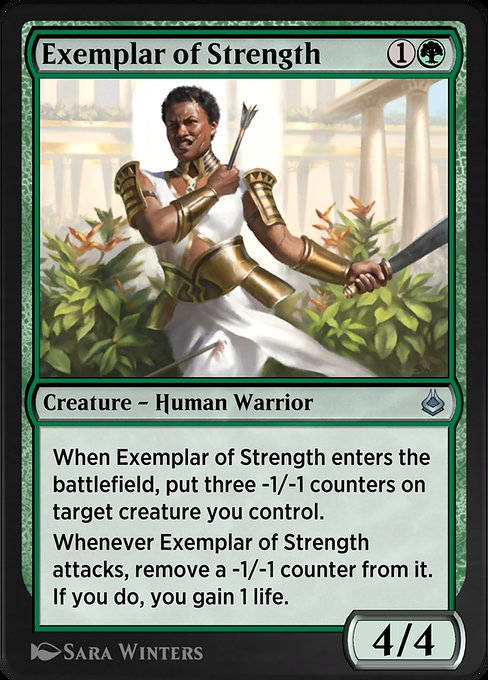 Exemplar of Strength 1
Creature – Human Warrior
When Exemplar of Strength enters the
battlefield, put three -1/-1 counters on
target creature you control.
Whenever Exemplar of Strength
attacks, remove a -1/-1 counter from it.
If you do, you gain 1 life.
4/4
Sara Winters